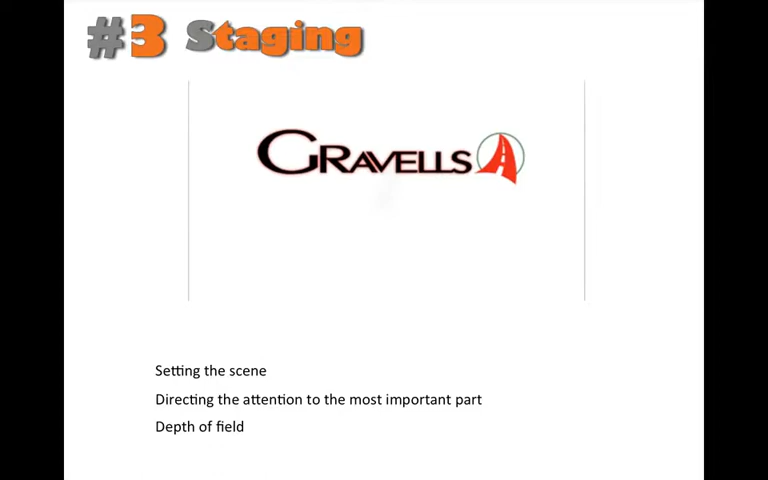 #3 Staging
GRAVELLS
Setting the scene
Directing the attention to the most important part
Depth of field